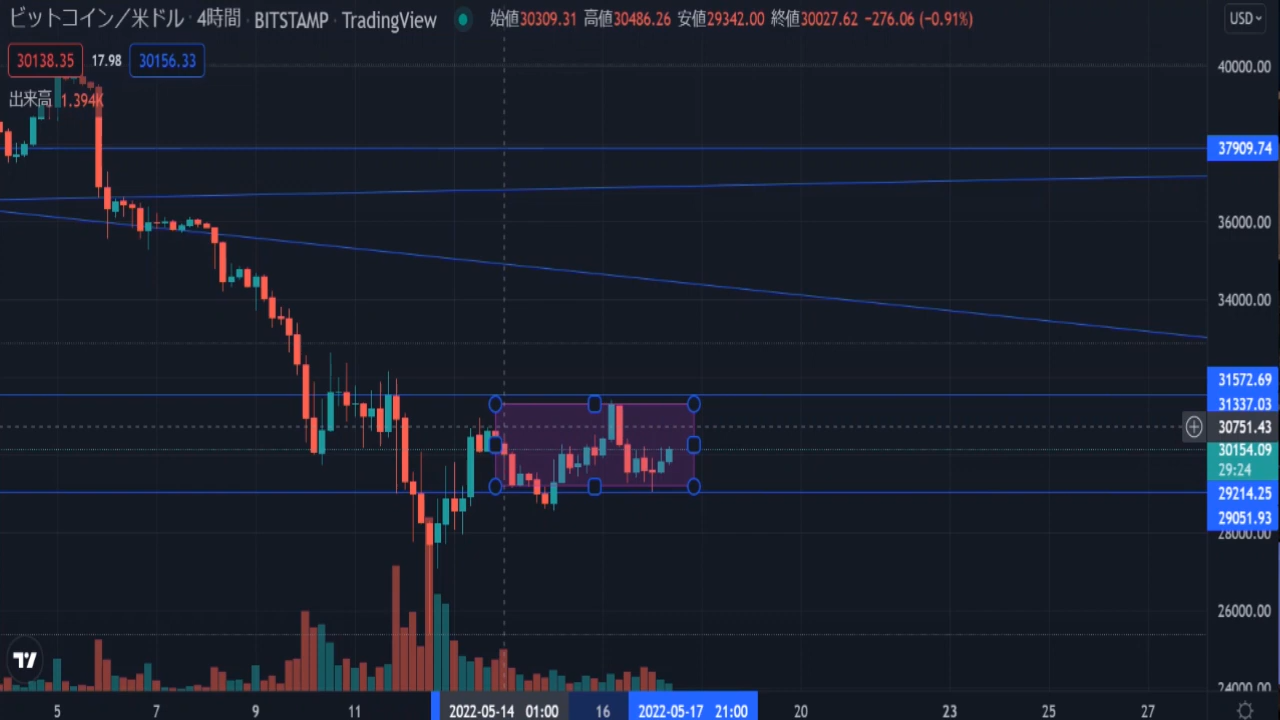 ビットコイン／米ドル · 4時間 · BITSTAMP · TradingView 始値30309.31 高値30486.26 安値29342.00 終値30027.62 −276.06 (−0.91%)
USD
30138.35 17.98 30156.33
出来高 1.394K
40000.00
37909.74
36000.00
34000.00
31572.69
31337.03
30751.43
30154.09
29:24
29214.25
29051.93
28000.00
26000.00
24000.00
5 7 9 11 2022-05-14 01:00 16 2022-05-17 21:00 20 23 25 27